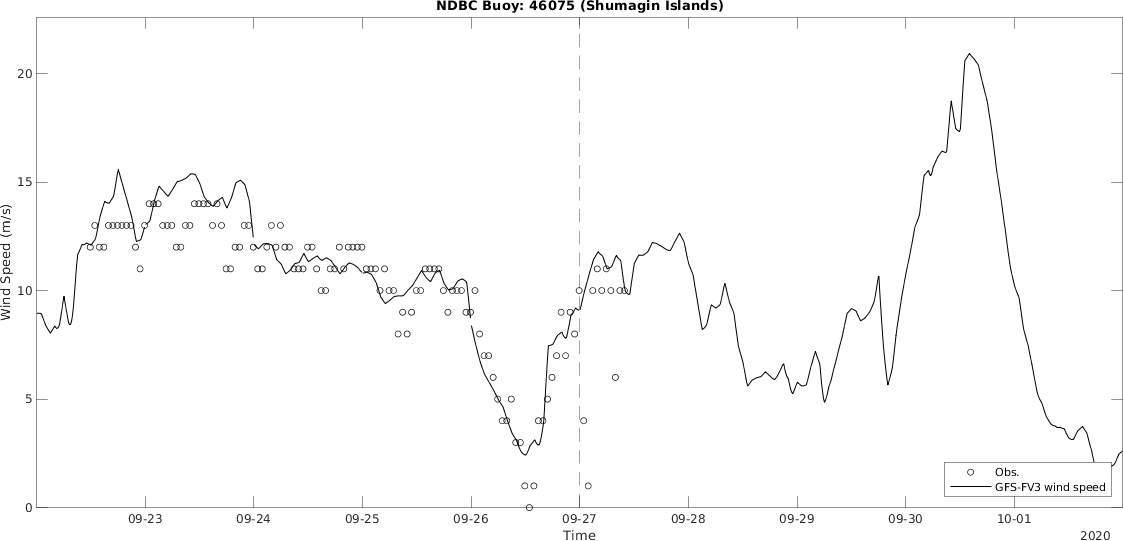 NDBC Buoy: 46075 (Shumagin Islands)
Wind Speed (m/s)
20
15
10
5
0
09-23 09-24 09-25 09-26 09-27 09-28 09-29 09-30 10-01
Time
2020
Obs.
GFS-FV3 wind speed